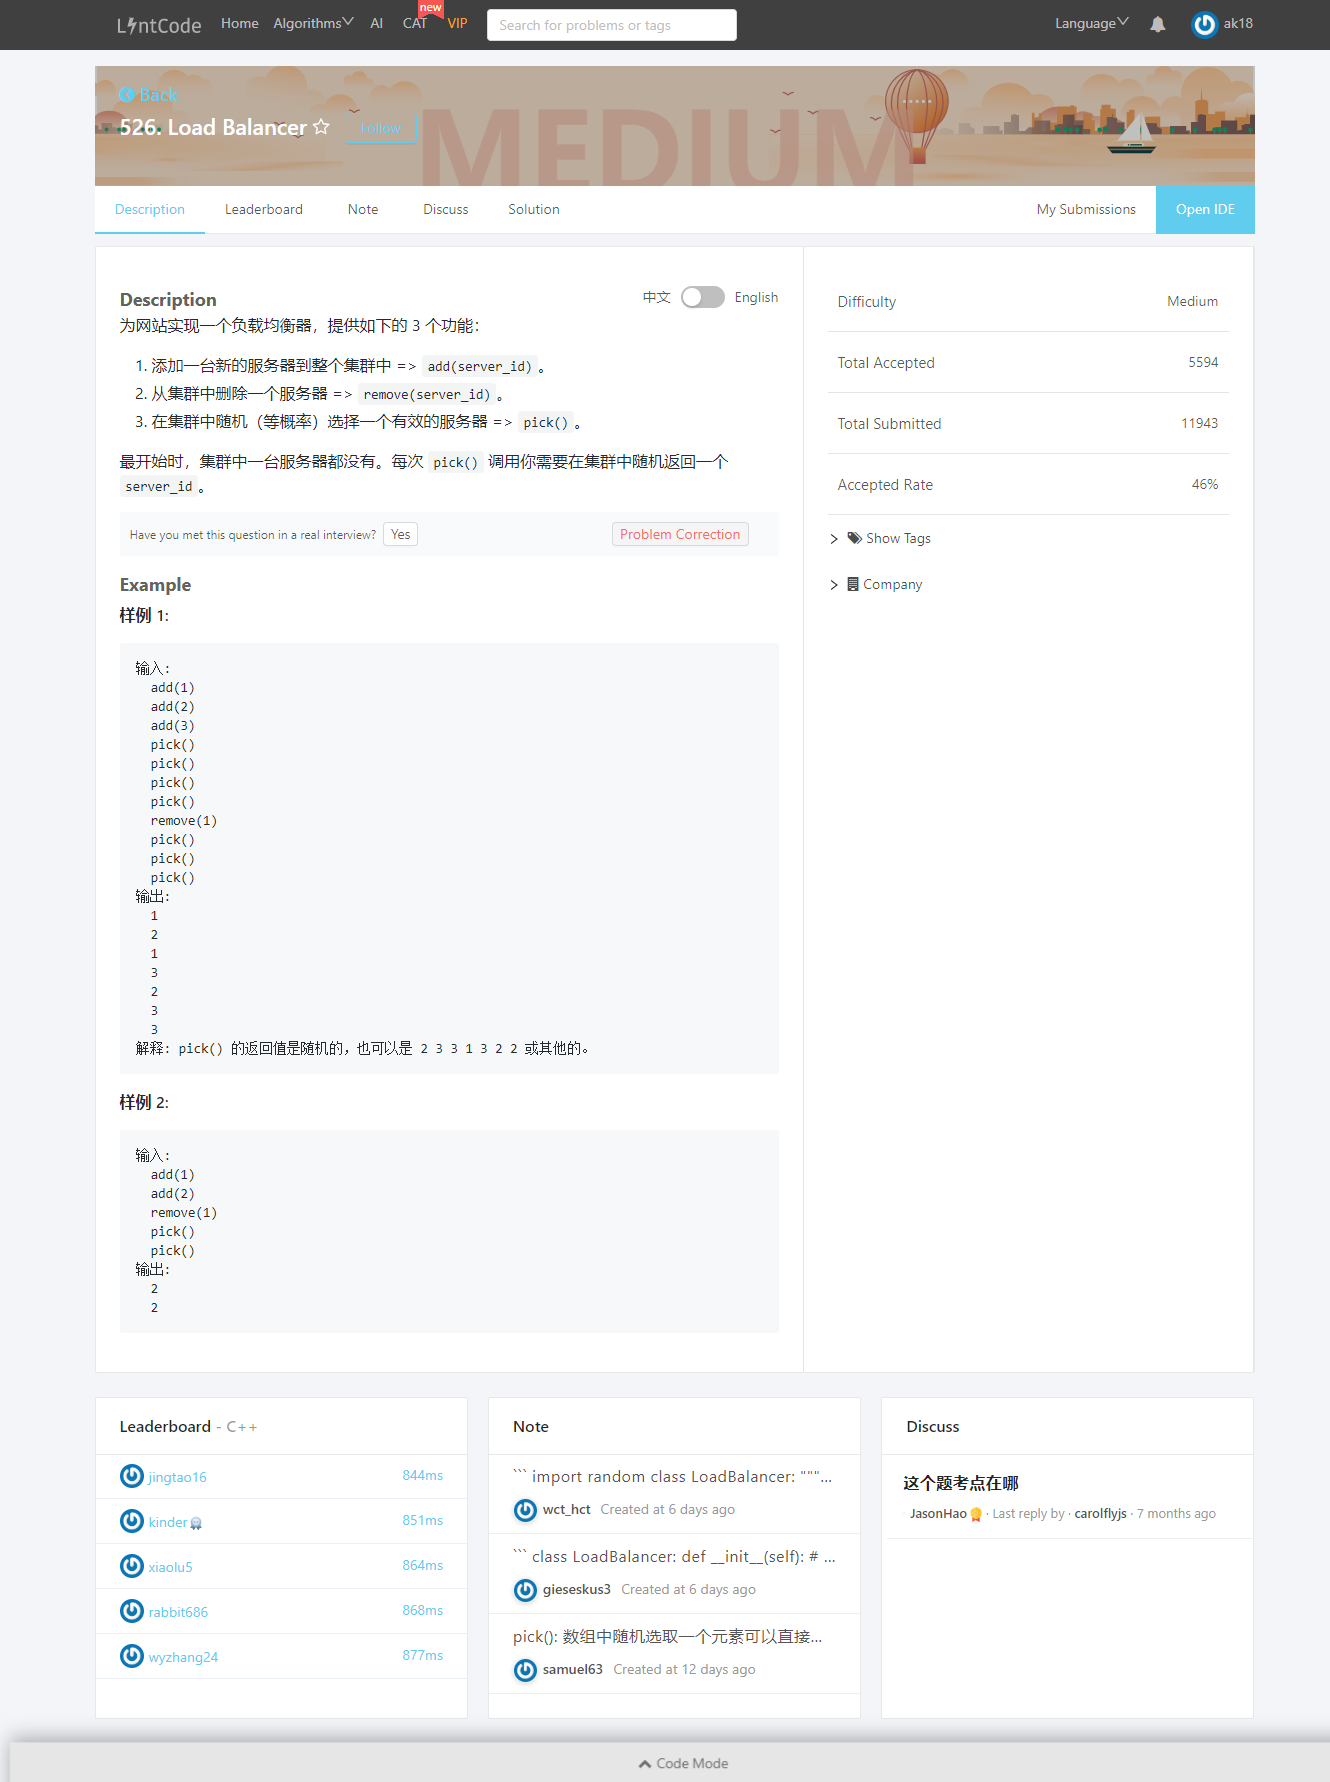 LintCode Home Algorithms AI CAT new VIP Search for problems or tags Language ak18
Back
526. Load Balancer Follow
MEDIUM
Description Leaderboard Note Discuss Solution My Submissions Open IDE
Description 中文 English
为网站实现一个负载均衡器，提供如下的 3 个功能：
1. 添加一台新的服务器到整个集群中 => add(server_id) 。
2. 从集群中删除一个服务器 => remove(server_id) 。
3. 在集群中随机（等概率）选择一个有效的服务器 => pick() 。
最开始时，集群中一台服务器都没有。每次 pick() 调用你需要在集群中随机返回一个
server_id 。
Have you met this question in a real interview? Yes Problem Correction
Example
样例 1:
输入:
add(1)
add(2)
add(3)
pick()
pick()
pick()
pick()
remove(1)
pick()
pick()
pick()
输出:
1
2
1
3
2
3
3
解释: pick() 的返回值是随机的，也可以是 2 3 3 1 3 2 2 或其他的。
样例 2:
输入:
add(1)
add(2)
remove(1)
pick()
pick()
输出:
2
2
Difficulty Medium
Total Accepted 5594
Total Submitted 11943
Accepted Rate 46%
Show Tags
Company
Leaderboard - C++
jingtao16 844ms
kinder 851ms
xiaolu5 864ms
rabbit686 868ms
wyzhang24 877ms
Note
``` import random class LoadBalancer: """...
wct_hct Created at 6 days ago
``` class LoadBalancer: def __init__(self): # ...
gieseskus3 Created at 6 days ago
pick(): 数组中随机选取一个元素可以直接...
samuel63 Created at 12 days ago
Discuss
这个题考点在哪
JasonHao · Last reply by · carolflyjs · 7 months ago
Code Mode